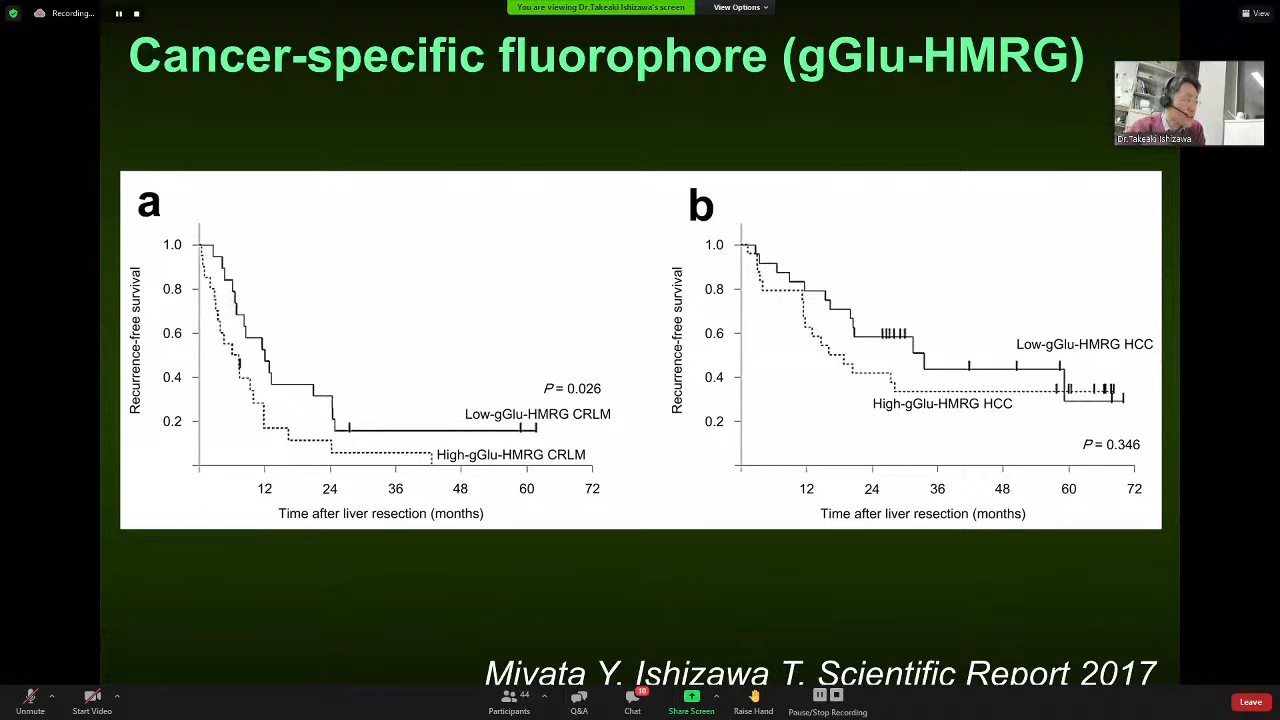 Recording...
You are viewing Dr.Takeaki Ishizawa's screen
View Options
View
Cancer-specific fluorophore (gGlu-HMRG)
Dr.Takeaki Ishizawa
a
1.0
0.8
0.6
0.4
0.2
Recurrence-free survival
P = 0.026
Low-gGlu-HMRG CRLM
High-gGlu-HMRG CRLM
12 24 36 48 60 72
Time after liver resection (months)
b
1.0
0.8
0.6
0.4
0.2
Recurrence-free survival
Low-gGlu-HMRG HCC
High-gGlu-HMRG HCC
P = 0.346
12 24 36 48 60 72
Time after liver resection (months)
Miyata Y, Ishizawa T, Scientific Report 2017
Unmute
Start Video
44
Participants
Q&A
10
Chat
Share Screen
Raise Hand
Pause/Stop Recording
Leave